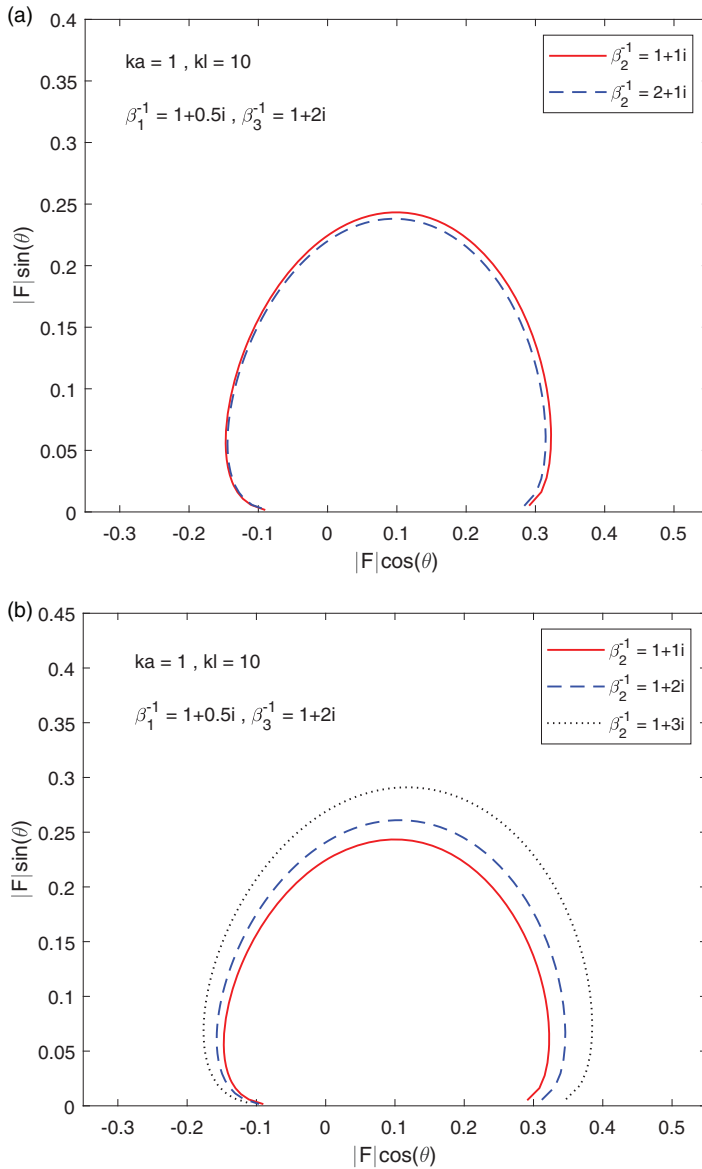 (a)
0.4
0.35
0.3
0.25
0.2
0.15
0.1
0.05
0
|F|sin(θ)
ka = 1 , kl = 10
β₁⁻¹ = 1+0.5i , β₃⁻¹ = 1+2i
β₂⁻¹ = 1+1i
β₂⁻¹ = 2+1i
-0.3 -0.2 -0.1 0 0.1 0.2 0.3 0.4 0.5
|F|cos(θ)
(b)
0.45
0.4
0.35
0.3
0.25
0.2
0.15
0.1
0.05
0
|F|sin(θ)
ka = 1 , kl = 10
β₁⁻¹ = 1+0.5i , β₃⁻¹ = 1+2i
β₂⁻¹ = 1+1i
β₂⁻¹ = 1+2i
β₂⁻¹ = 1+3i
-0.3 -0.2 -0.1 0 0.1 0.2 0.3 0.4 0.5
|F|cos(θ)